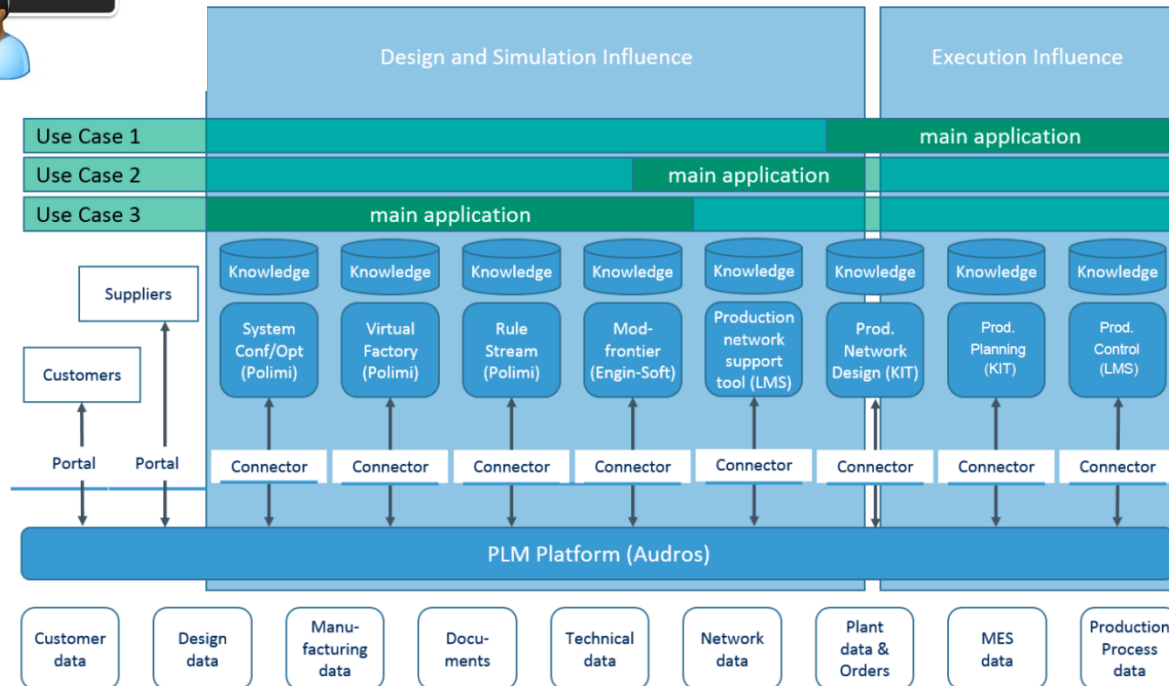 Design and Simulation Influence
Execution Influence
Use Case 1
main application
Use Case 2
main application
Use Case 3
main application
Knowledge
Knowledge
Knowledge
Knowledge
Knowledge
Knowledge
Knowledge
Knowledge
Suppliers
Customers
System
Conf/Opt
(Polimi)
Virtual
Factory
(Polimi)
Rule
Stream
(Polimi)
Mod-
frontier
(Engin-Soft)
Production
network
support
tool (LMS)
Prod.
Network
Design (KIT)
Prod.
Planning
(KIT)
Prod.
Control
(LMS)
Portal
Portal
Connector
Connector
Connector
Connector
Connector
Connector
Connector
Connector
PLM Platform (Audros)
Customer
data
Design
data
Manu-
facturing
data
Docu-
ments
Technical
data
Network
data
Plant
data &
Orders
MES
data
Production
Process
data